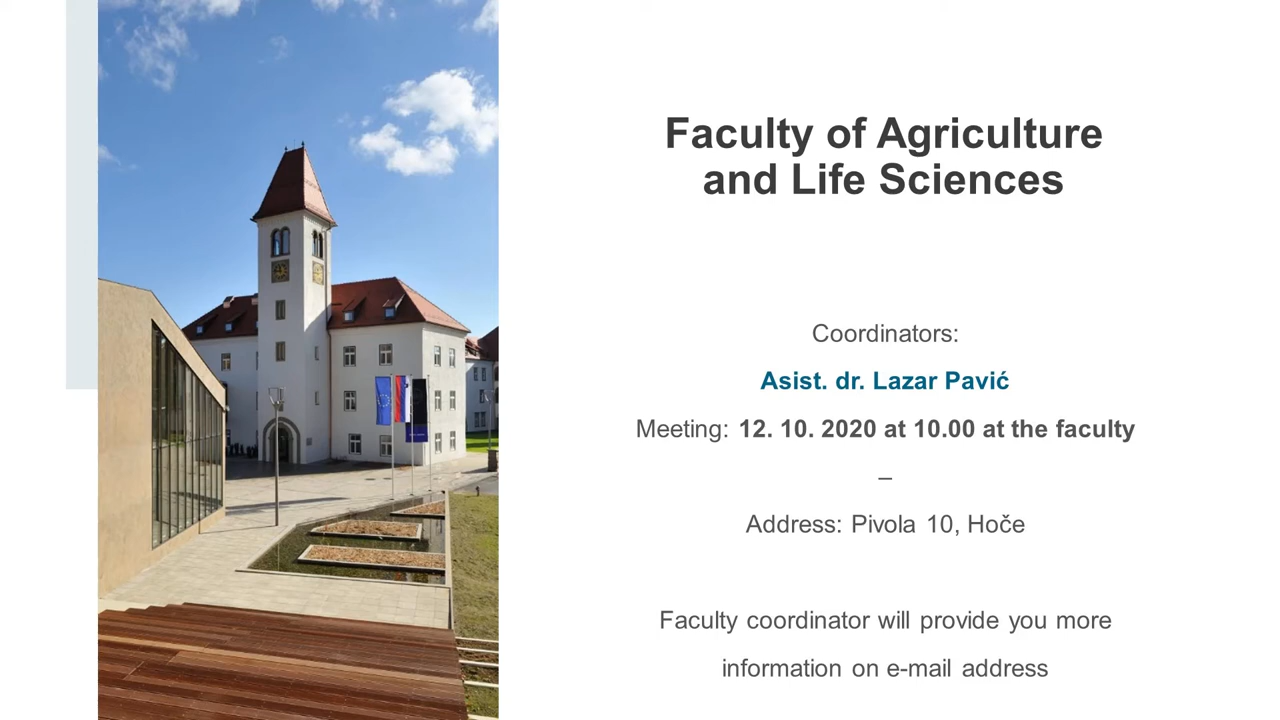 Faculty of Agriculture
and Life Sciences
Coordinators:
Asist. dr. Lazar Pavić
Meeting: 12. 10. 2020 at 10.00 at the faculty
–
Address: Pivola 10, Hoče
Faculty coordinator will provide you more
information on e-mail address